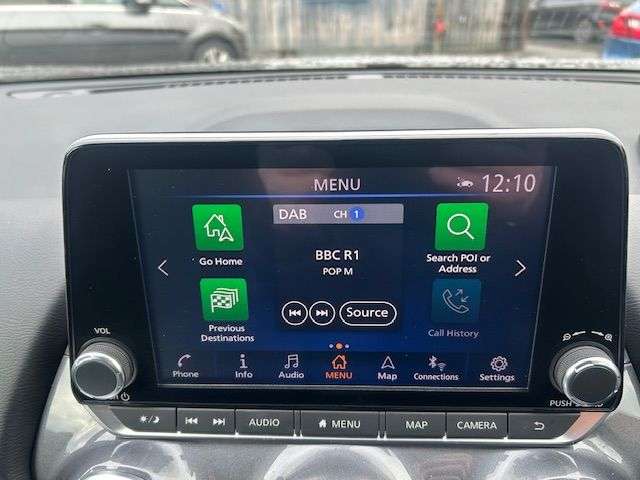 MENU
12:10
DAB CH 1
Go Home
BBC R1
POP M
Search POI or
Address
Previous
Destinations
Source
Call History
VOL
Phone
Info
Audio
MENU
Map
Connections
Settings
PUSH
AUDIO
MENU
MAP
CAMERA